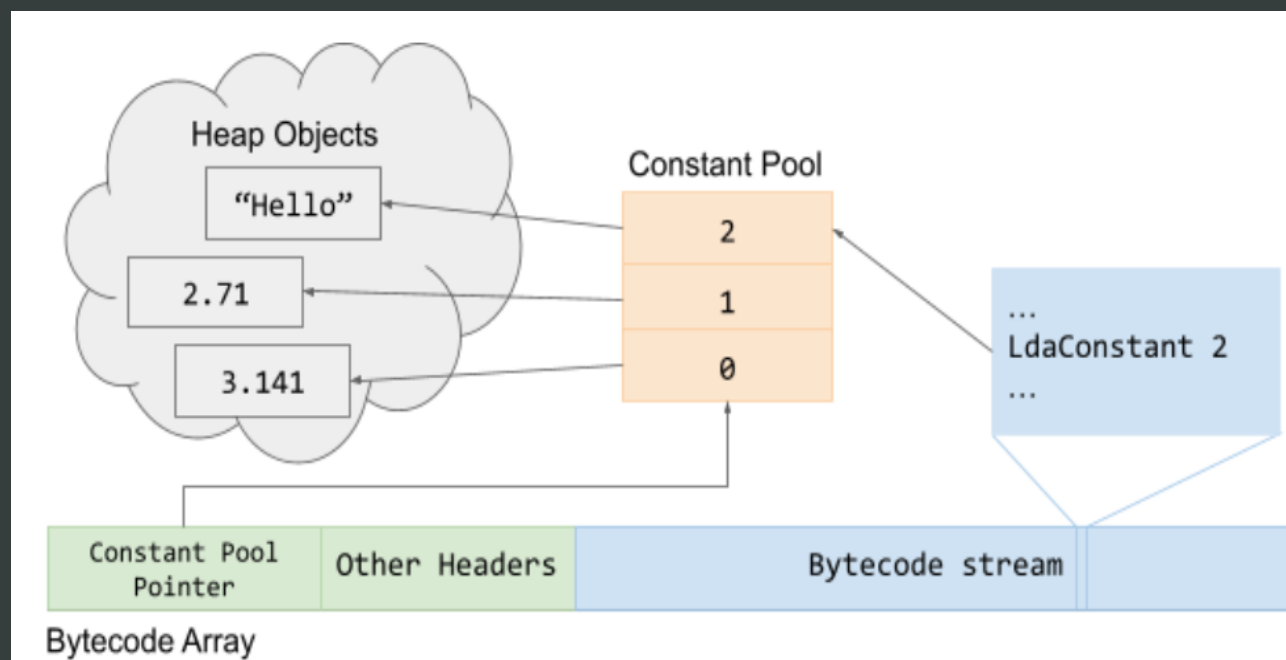 Heap Objects
“Hello”
2.71
3.141
Constant Pool
2
1
0
...
LdaConstant 2
...
Constant Pool
Pointer
Other Headers
Bytecode stream
Bytecode Array